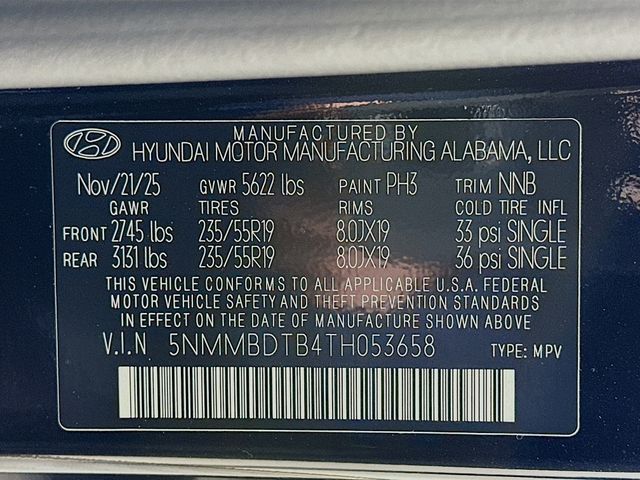 MANUFACTURED BY
HYUNDAI MOTOR MANUFACTURING ALABAMA, LLC
Nov/21/25 GVWR 5622 lbs PAINT PH3 TRIM NNB
GAWR TIRES RIMS COLD TIRE INFL
FRONT 2745 lbs 235/55R19 8.0JX19 33 psi SINGLE
REAR 3131 lbs 235/55R19 8.0JX19 36 psi SINGLE
THIS VEHICLE CONFORMS TO ALL APPLICABLE U.S.A. FEDERAL
MOTOR VEHICLE SAFETY AND THEFT PREVENTION STANDARDS
IN EFFECT ON THE DATE OF MANUFACTURE SHOWN ABOVE
V.I.N 5NMMBDTB4TH053658 TYPE: MPV